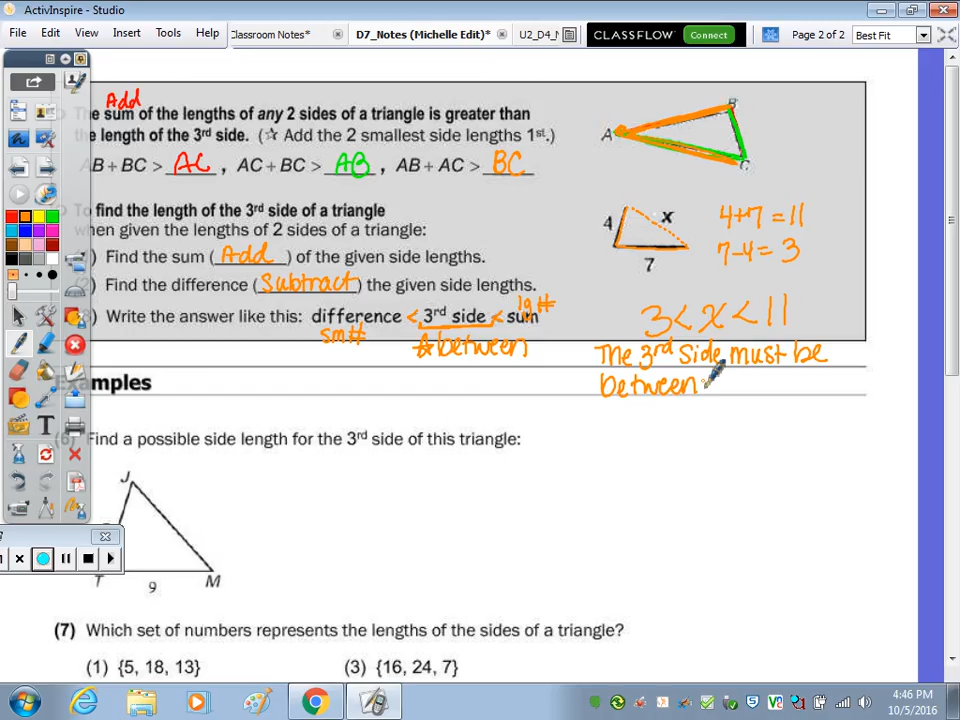 ActivInspire - Studio
File Edit View Insert Tools Help
Classroom Notes* D7_Notes (Michelle Edit)* U2_D4_N
CLASSFLOW Connect
Page 2 of 2 Best Fit
Add
The sum of the lengths of any 2 sides of a triangle is greater than
the length of the 3rd side. (☆ Add the 2 smallest side lengths 1st.)
AB + BC > AC , AC + BC > AB , AB + AC > BC
A B C
To find the length of the 3rd side of a triangle
when given the lengths of 2 sides of a triangle:
) Find the sum (Add) of the given side lengths.
2) Find the difference (Subtract) the given side lengths.
lg #
3) Write the answer like this: difference < 3rd side < sum
sm # ☆ between
4 x 7
4+7 = 11
7-4 = 3
3 < x < 11
The 3rd side must be
between
Examples
(6) Find a possible side length for the 3rd side of this triangle:
J
T 9 M
(7) Which set of numbers represents the lengths of the sides of a triangle?
(1) {5, 18, 13} (3) {16, 24, 7}
4:46 PM
10/5/2016